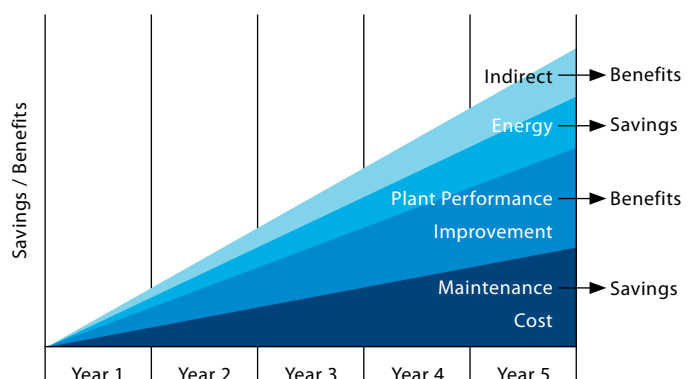 Savings / Benefits
Indirect → Benefits
Energy → Savings
Plant Performance → Benefits
Improvement
Maintenance → Savings
Cost
Year 1 Year 2 Year 3 Year 4 Year 5